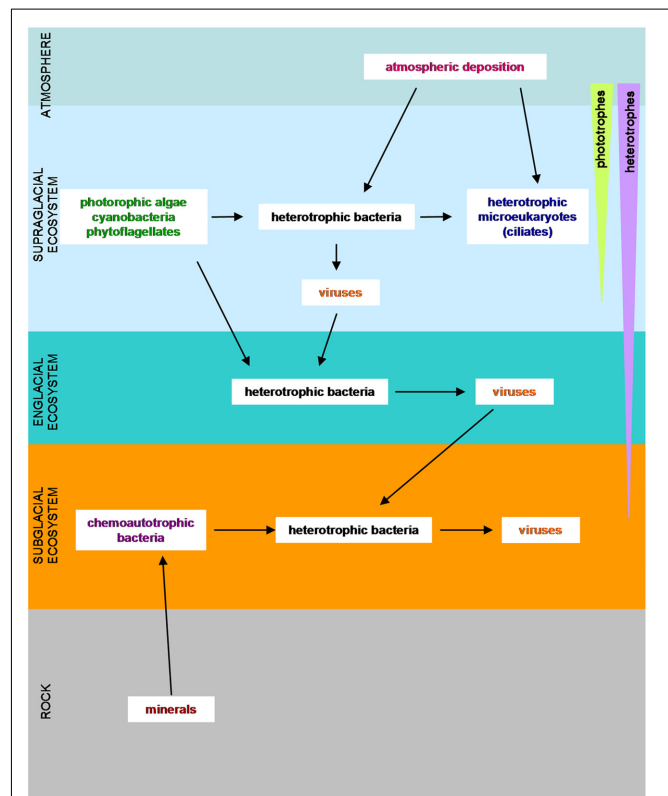 ATMOSPHERE
atmospheric deposition
phototrophes
heterotrophes
SUPRAGLACIAL
ECOSYSTEM
photorophic algae
cyanobacteria
phytoflagellates
heterotrophic bacteria
heterotrophic
microeukaryotes
(ciliates)
viruses
ENGLACIAL
ECOSYSTEM
heterotrophic bacteria
viruses
SUBGLACIAL
ECOSYSTEM
chemoautotrophic
bacteria
heterotrophic bacteria
viruses
ROCK
minerals